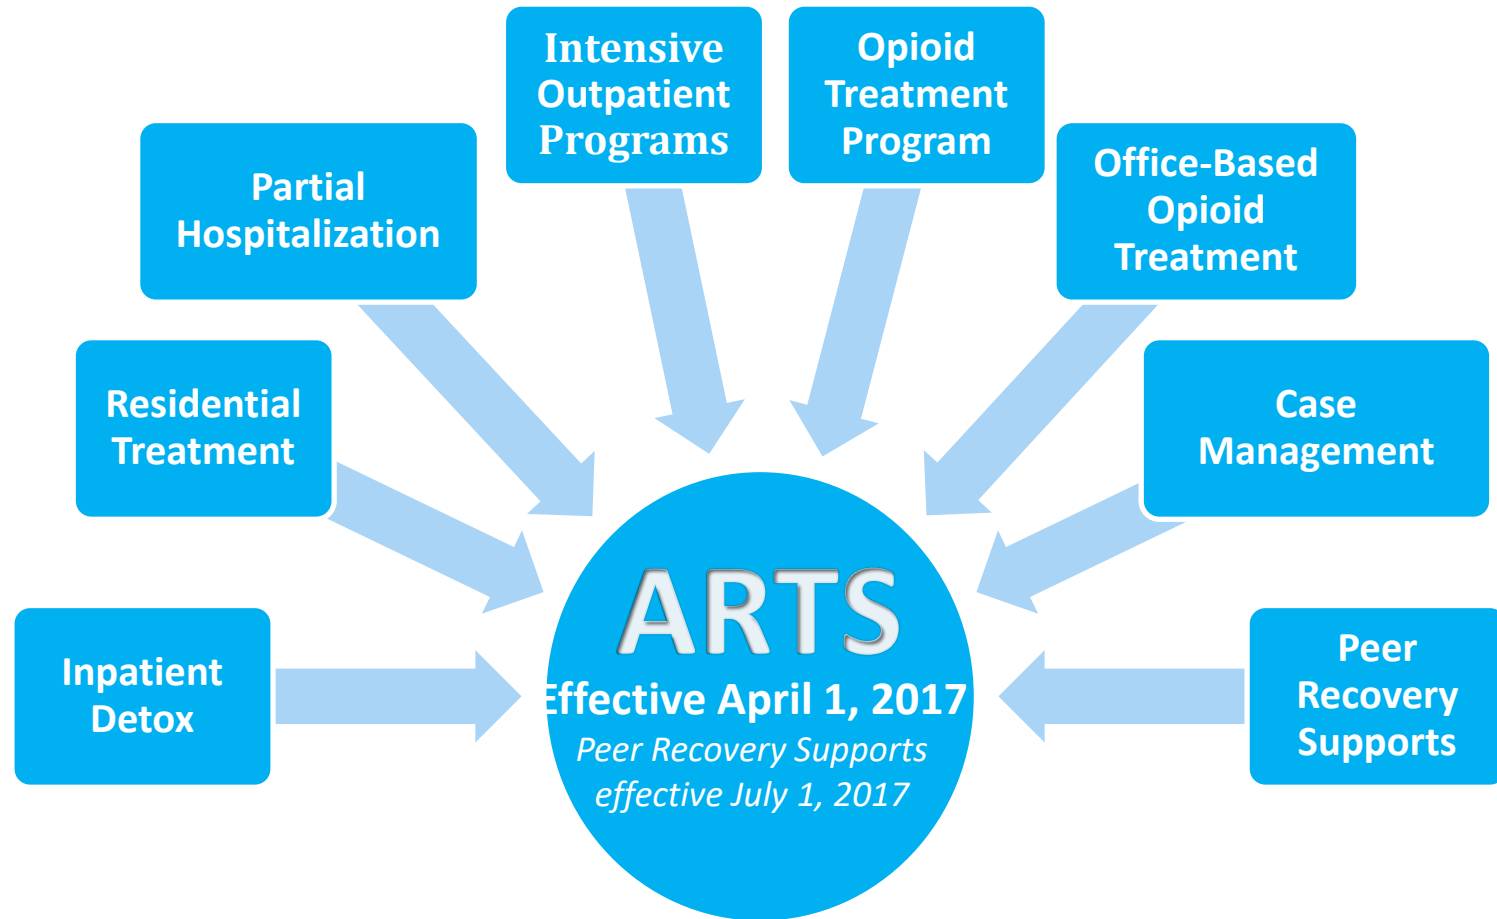 Intensive
Outpatient
Programs
Opioid
Treatment
Program
Partial
Hospitalization
Office-Based
Opioid
Treatment
Residential
Treatment
Case
Management
Inpatient
Detox
ARTS
Effective April 1, 2017
Peer Recovery Supports
effective July 1, 2017
Peer
Recovery
Supports